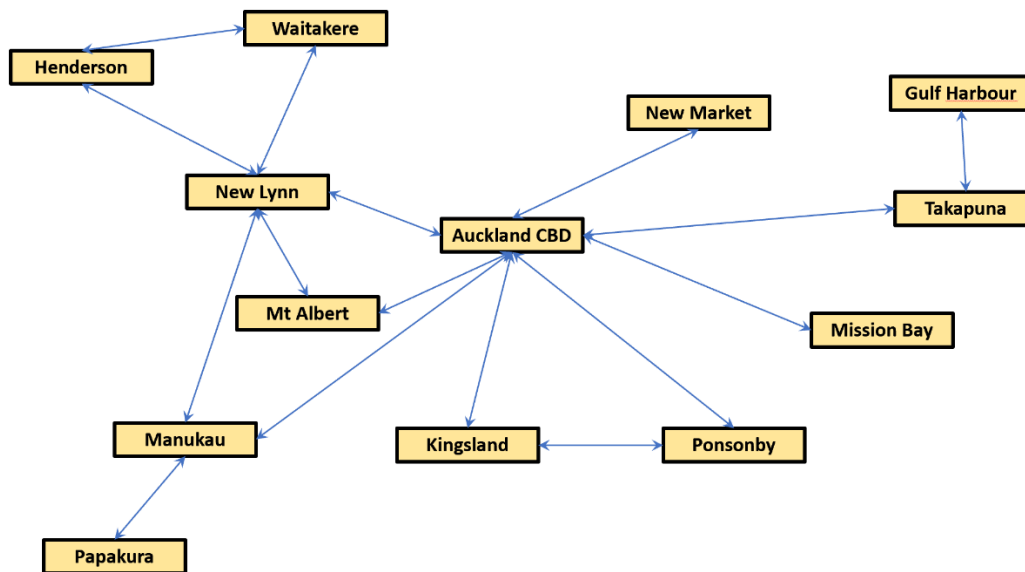 Waitakere
Henderson
Gulf Harbour
New Market
New Lynn
Takapuna
Auckland CBD
Mt Albert
Mission Bay
Manukau
Kingsland
Ponsonby
Papakura